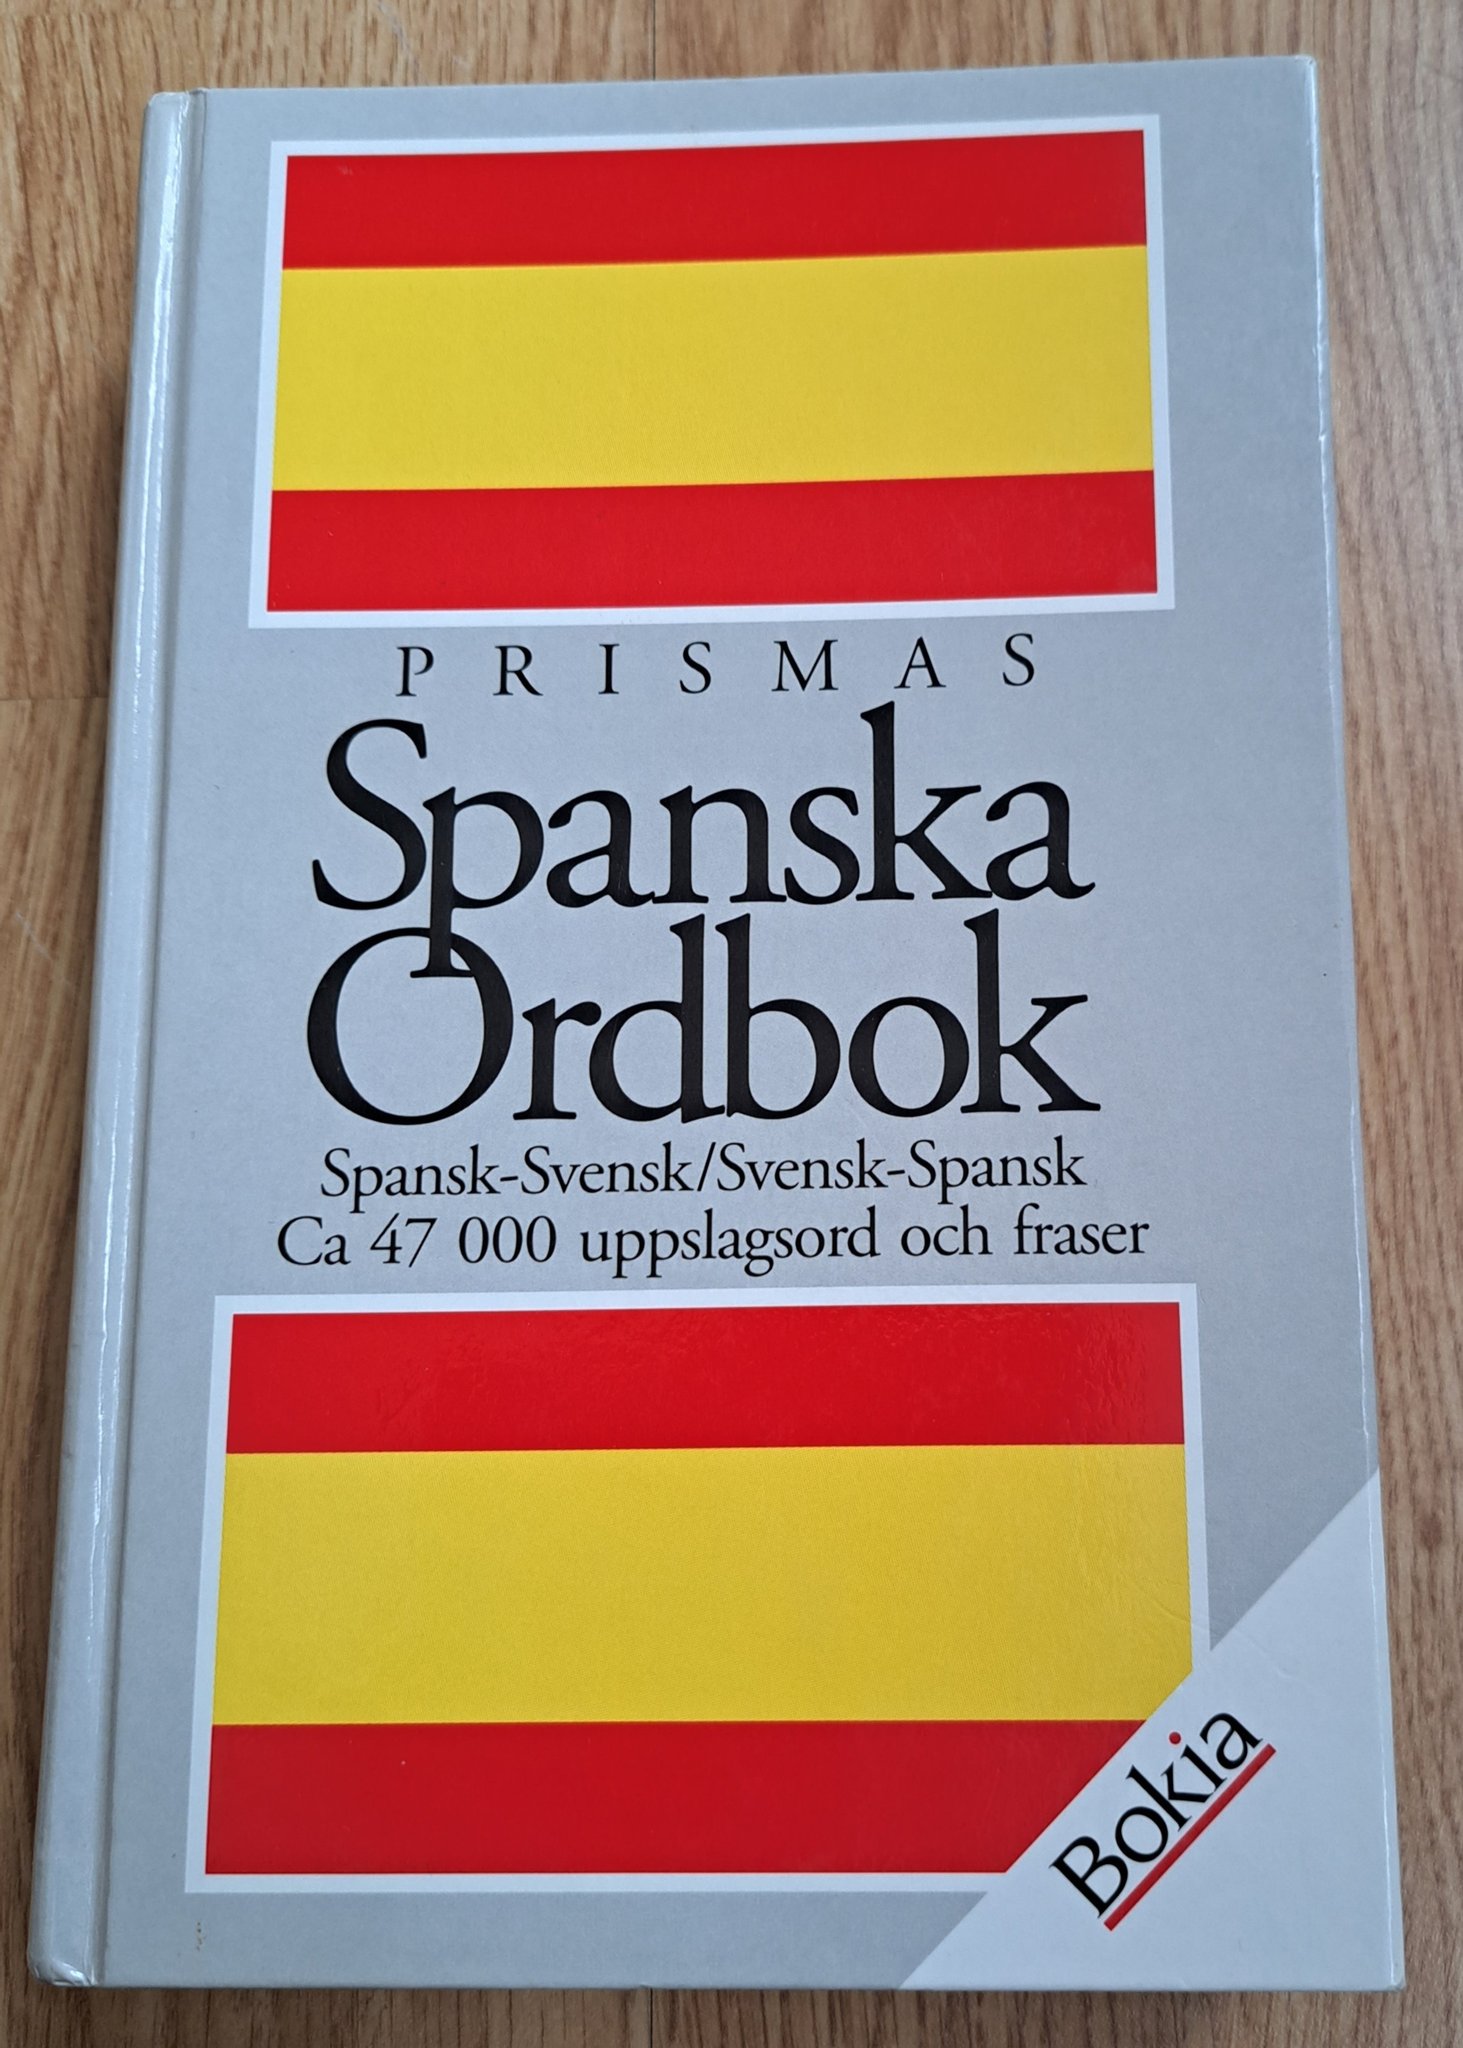 PRISMAS
Spanska
Ordbok
Spansk-Svensk/Svensk-Spansk
Ca 47 000 uppslagsord och fraser
Bokia